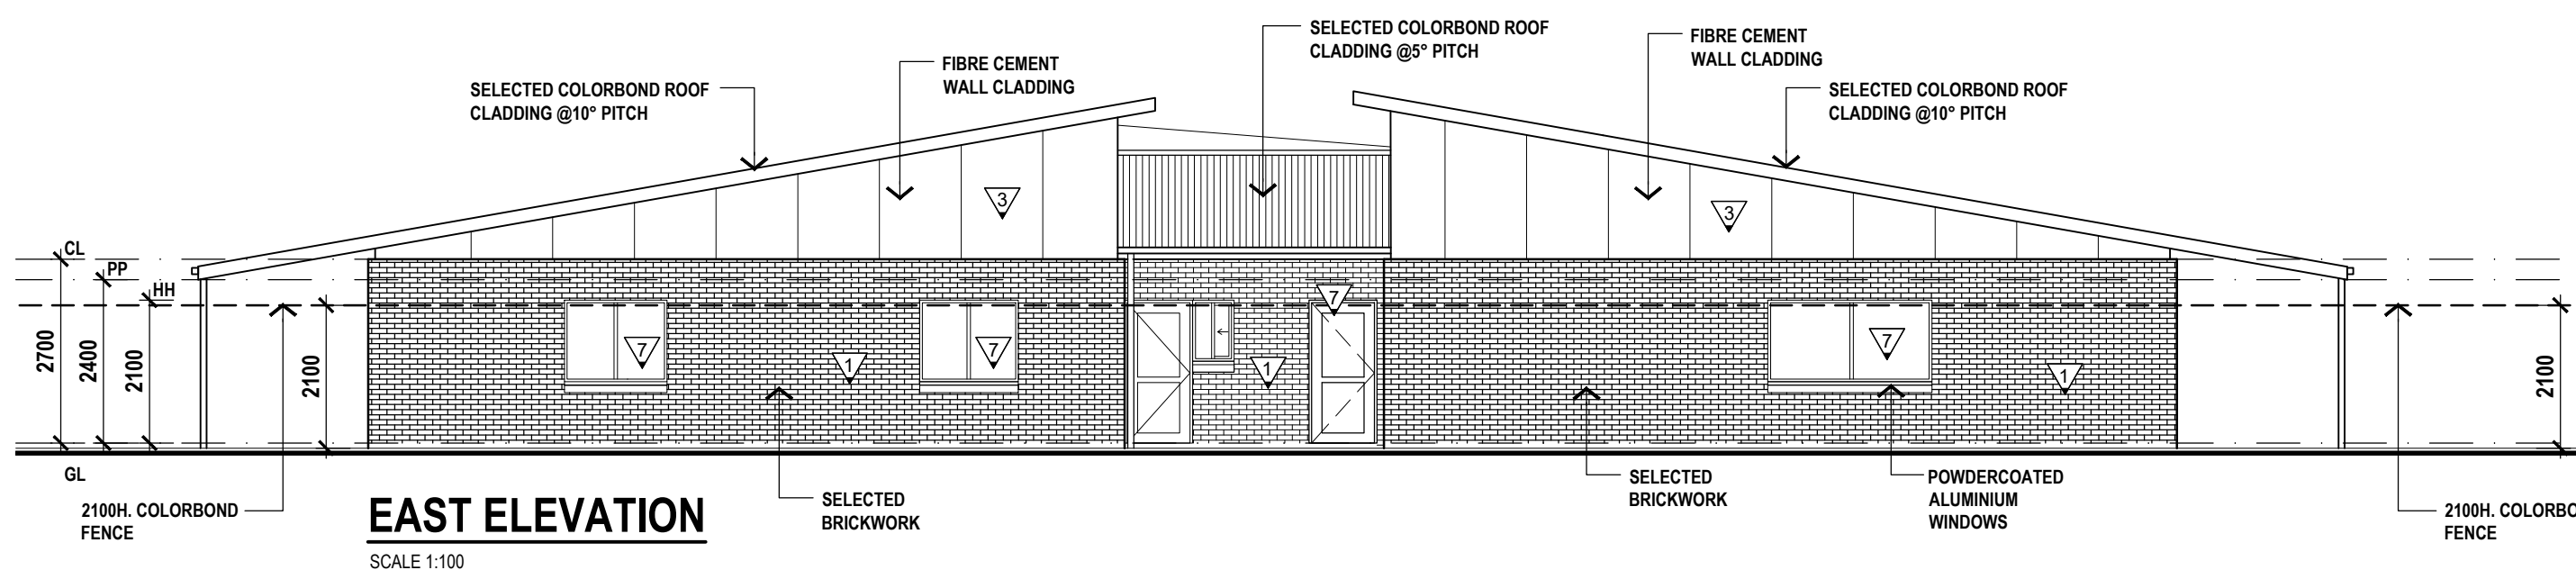 SELECTED COLORBOND ROOF
CLADDING @5° PITCH
FIBRE CEMENT
WALL CLADDING
FIBRE CEMENT
WALL CLADDING
SELECTED COLORBOND ROOF
CLADDING @10° PITCH
SELECTED COLORBOND ROOF
CLADDING @10° PITCH
3
3
CL
PP
HH
2700
2400
2100
2100
7
1
7
7
1
7
1
2100
GL
2100H. COLORBOND
FENCE
SELECTED
BRICKWORK
SELECTED
BRICKWORK
POWDERCOATED
ALUMINIUM
WINDOWS
2100H. COLORBO
FENCE
EAST ELEVATION
SCALE 1:100